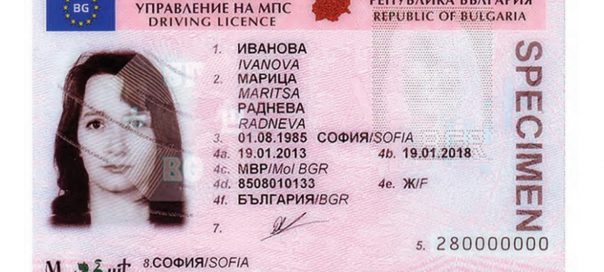 УПРАВЛЕНИЕ НА МПС
DRIVING LICENCE
РЕПУБЛИКА БЪЛГАРИЯ
REPUBLIC OF BULGARIA
BG
1. ИВАНОВА
IVANOVA
2. МАРИЦА
MARITSA
РАДНЕВА
RADNEVA
3. 01.08.1985 СОФИЯ/SOFIA
4a. 19.01.2013 4b. 19.01.2018
4c. МВР/MoI BGR
4d. 8508010133 4e. Ж/F
4f. БЪЛГАРИЯ/BGR
7.
5. 280000000
8. СОФИЯ/SOFIA
SPECIMEN
BG